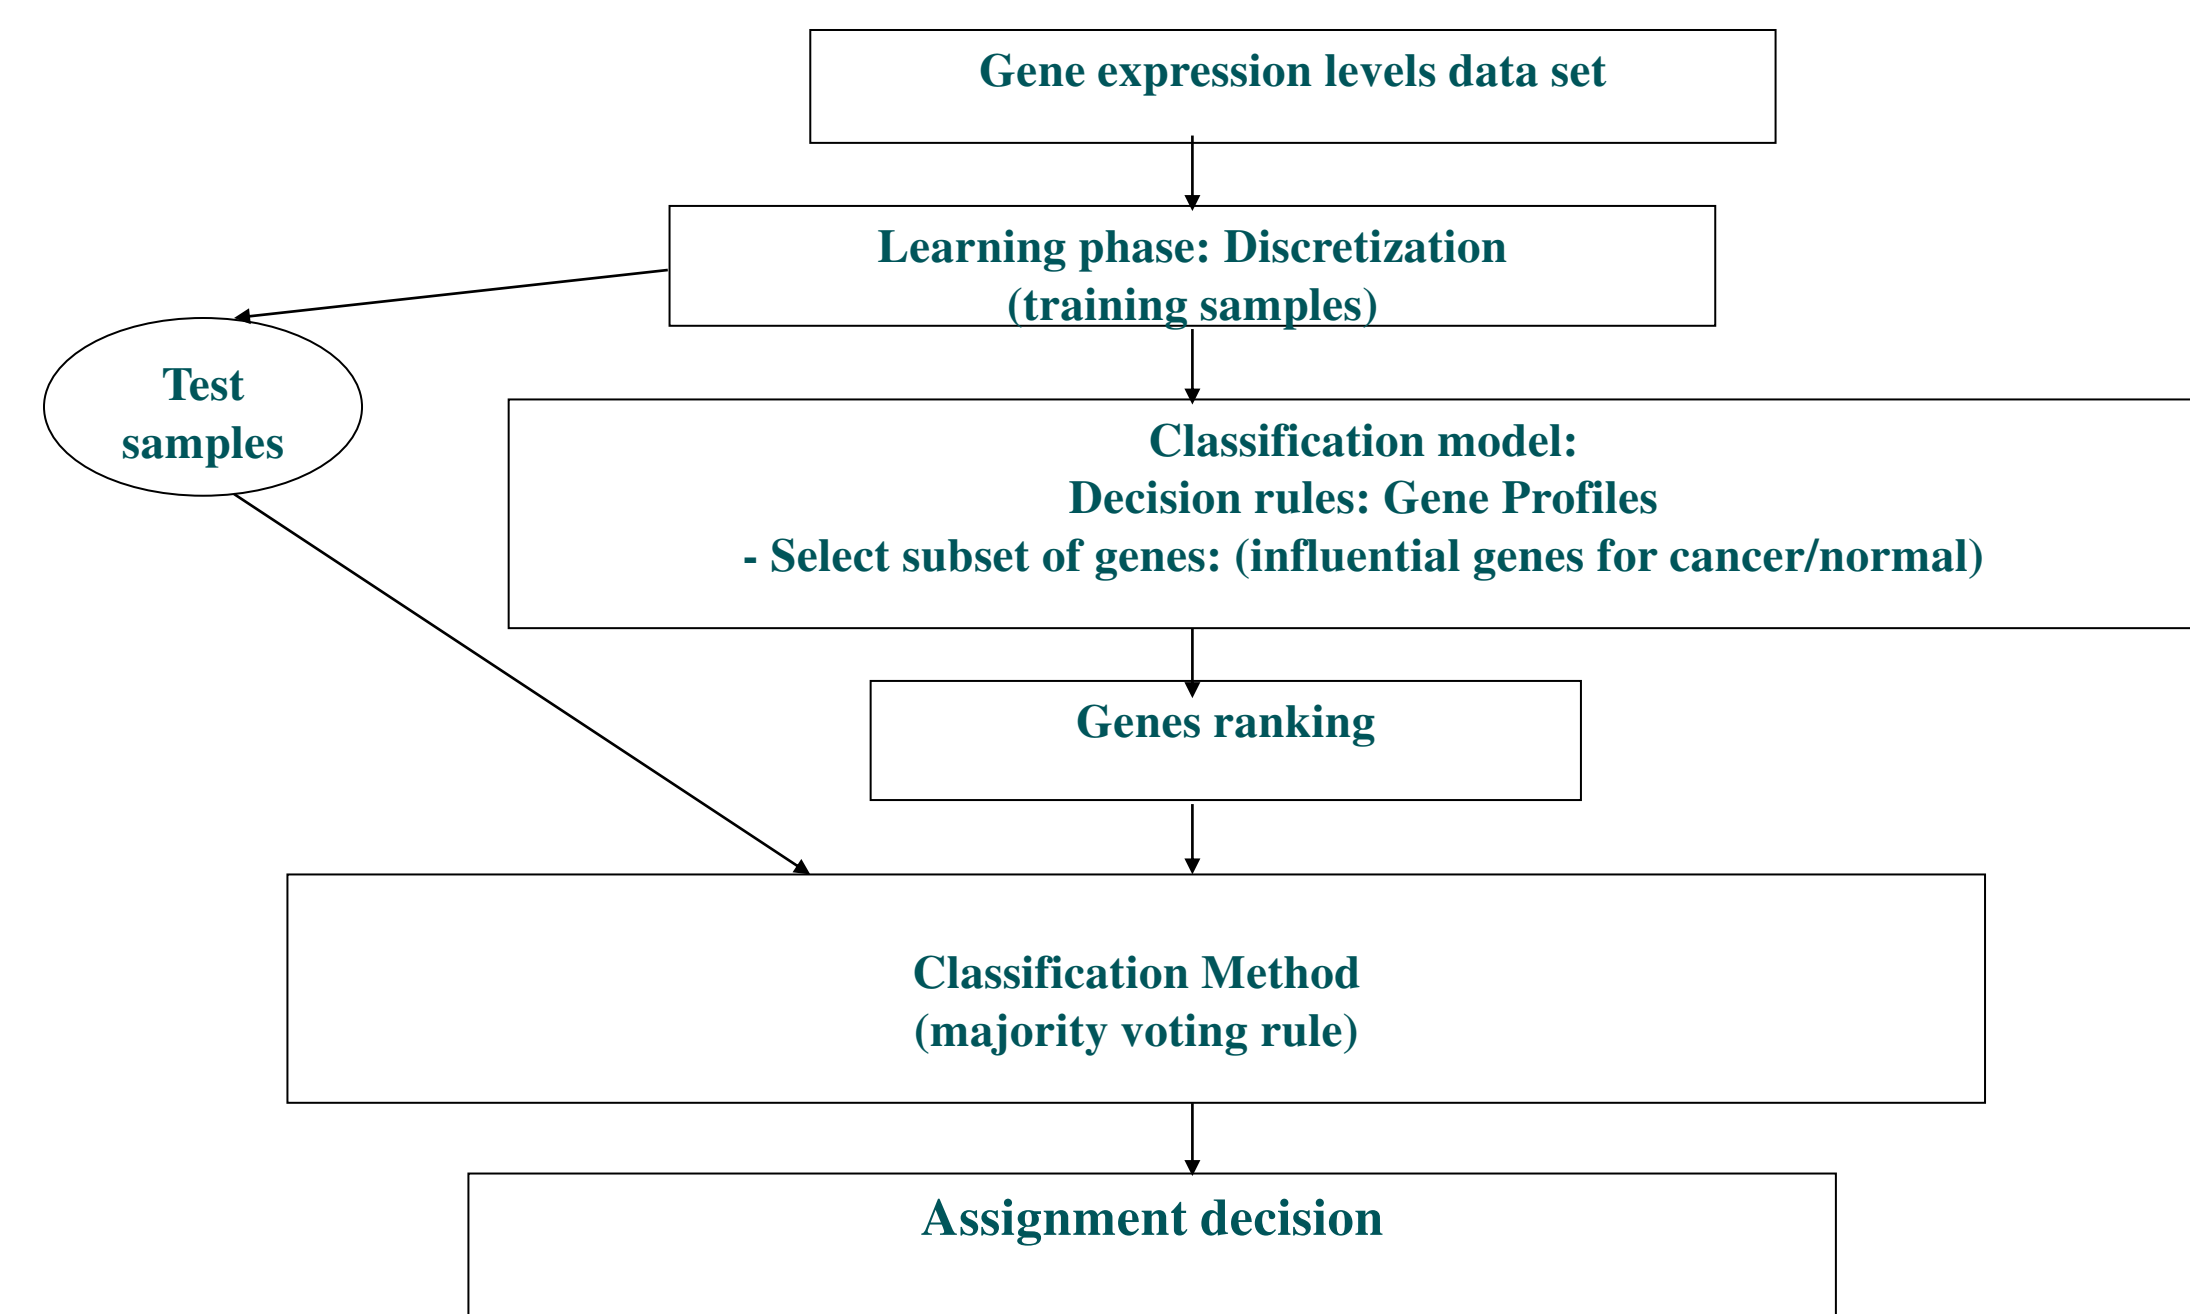 Gene expression levels data set
Learning phase: Discretization
(training samples)
Test
samples
Classification model:
Decision rules: Gene Profiles
- Select subset of genes: (influential genes for cancer/normal)
Genes ranking
Classification Method
(majority voting rule)
Assignment decision